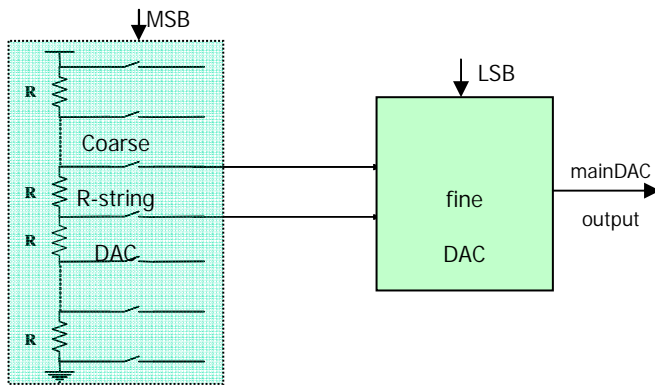 MSB
R
Coarse
R
R-string
R
DAC
R
LSB
fine
DAC
mainDAC
output